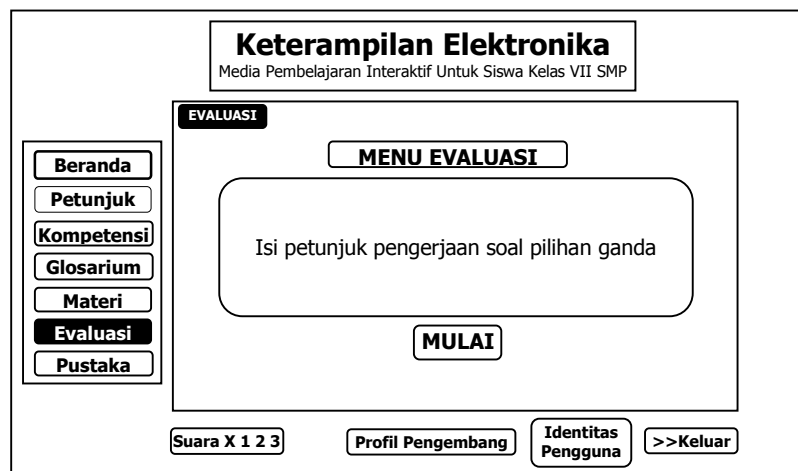 Keterampilan Elektronika
Media Pembelajaran Interaktif Untuk Siswa Kelas VII SMP
EVALUASI
MENU EVALUASI
Isi petunjuk pengerjaan soal pilihan ganda
MULAI
Beranda
Petunjuk
Kompetensi
Glosarium
Materi
Evaluasi
Pustaka
Suara X 1 2 3
Profil Pengembang
Identitas
Pengguna
>>Keluar